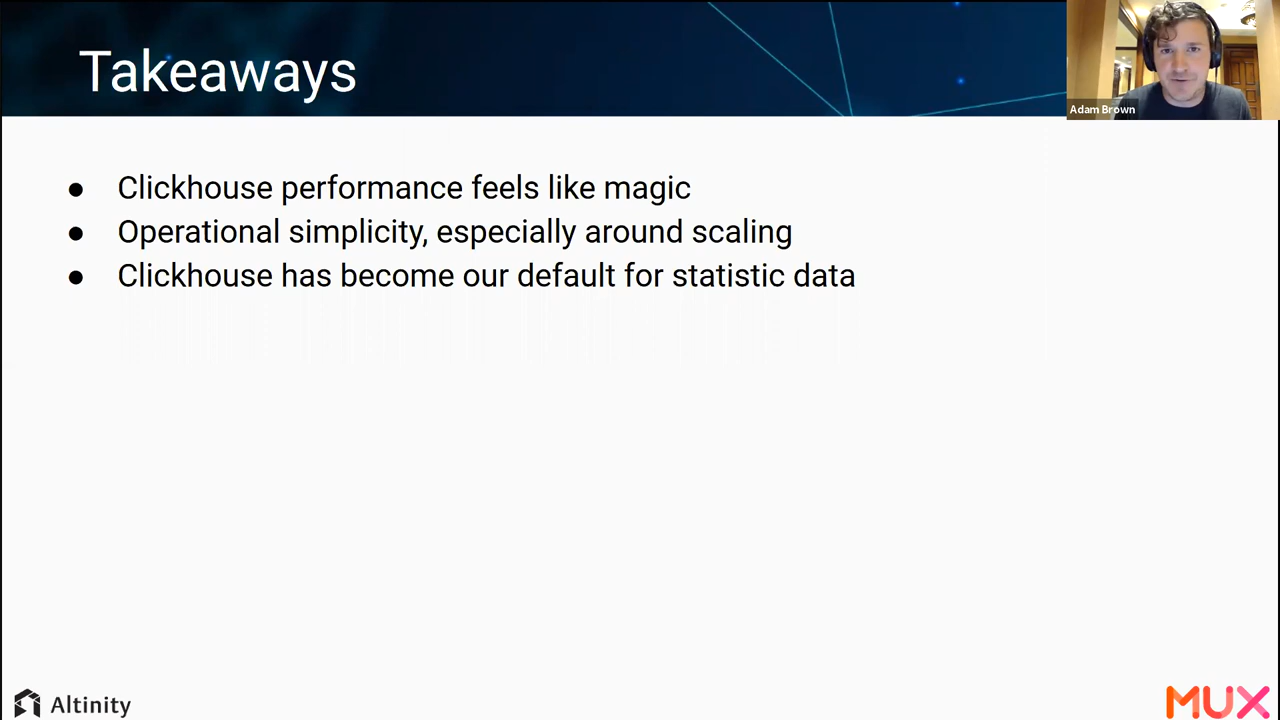 Takeaways
Adam Brown
● Clickhouse performance feels like magic
● Operational simplicity, especially around scaling
● Clickhouse has become our default for statistic data
Altinity
MUX